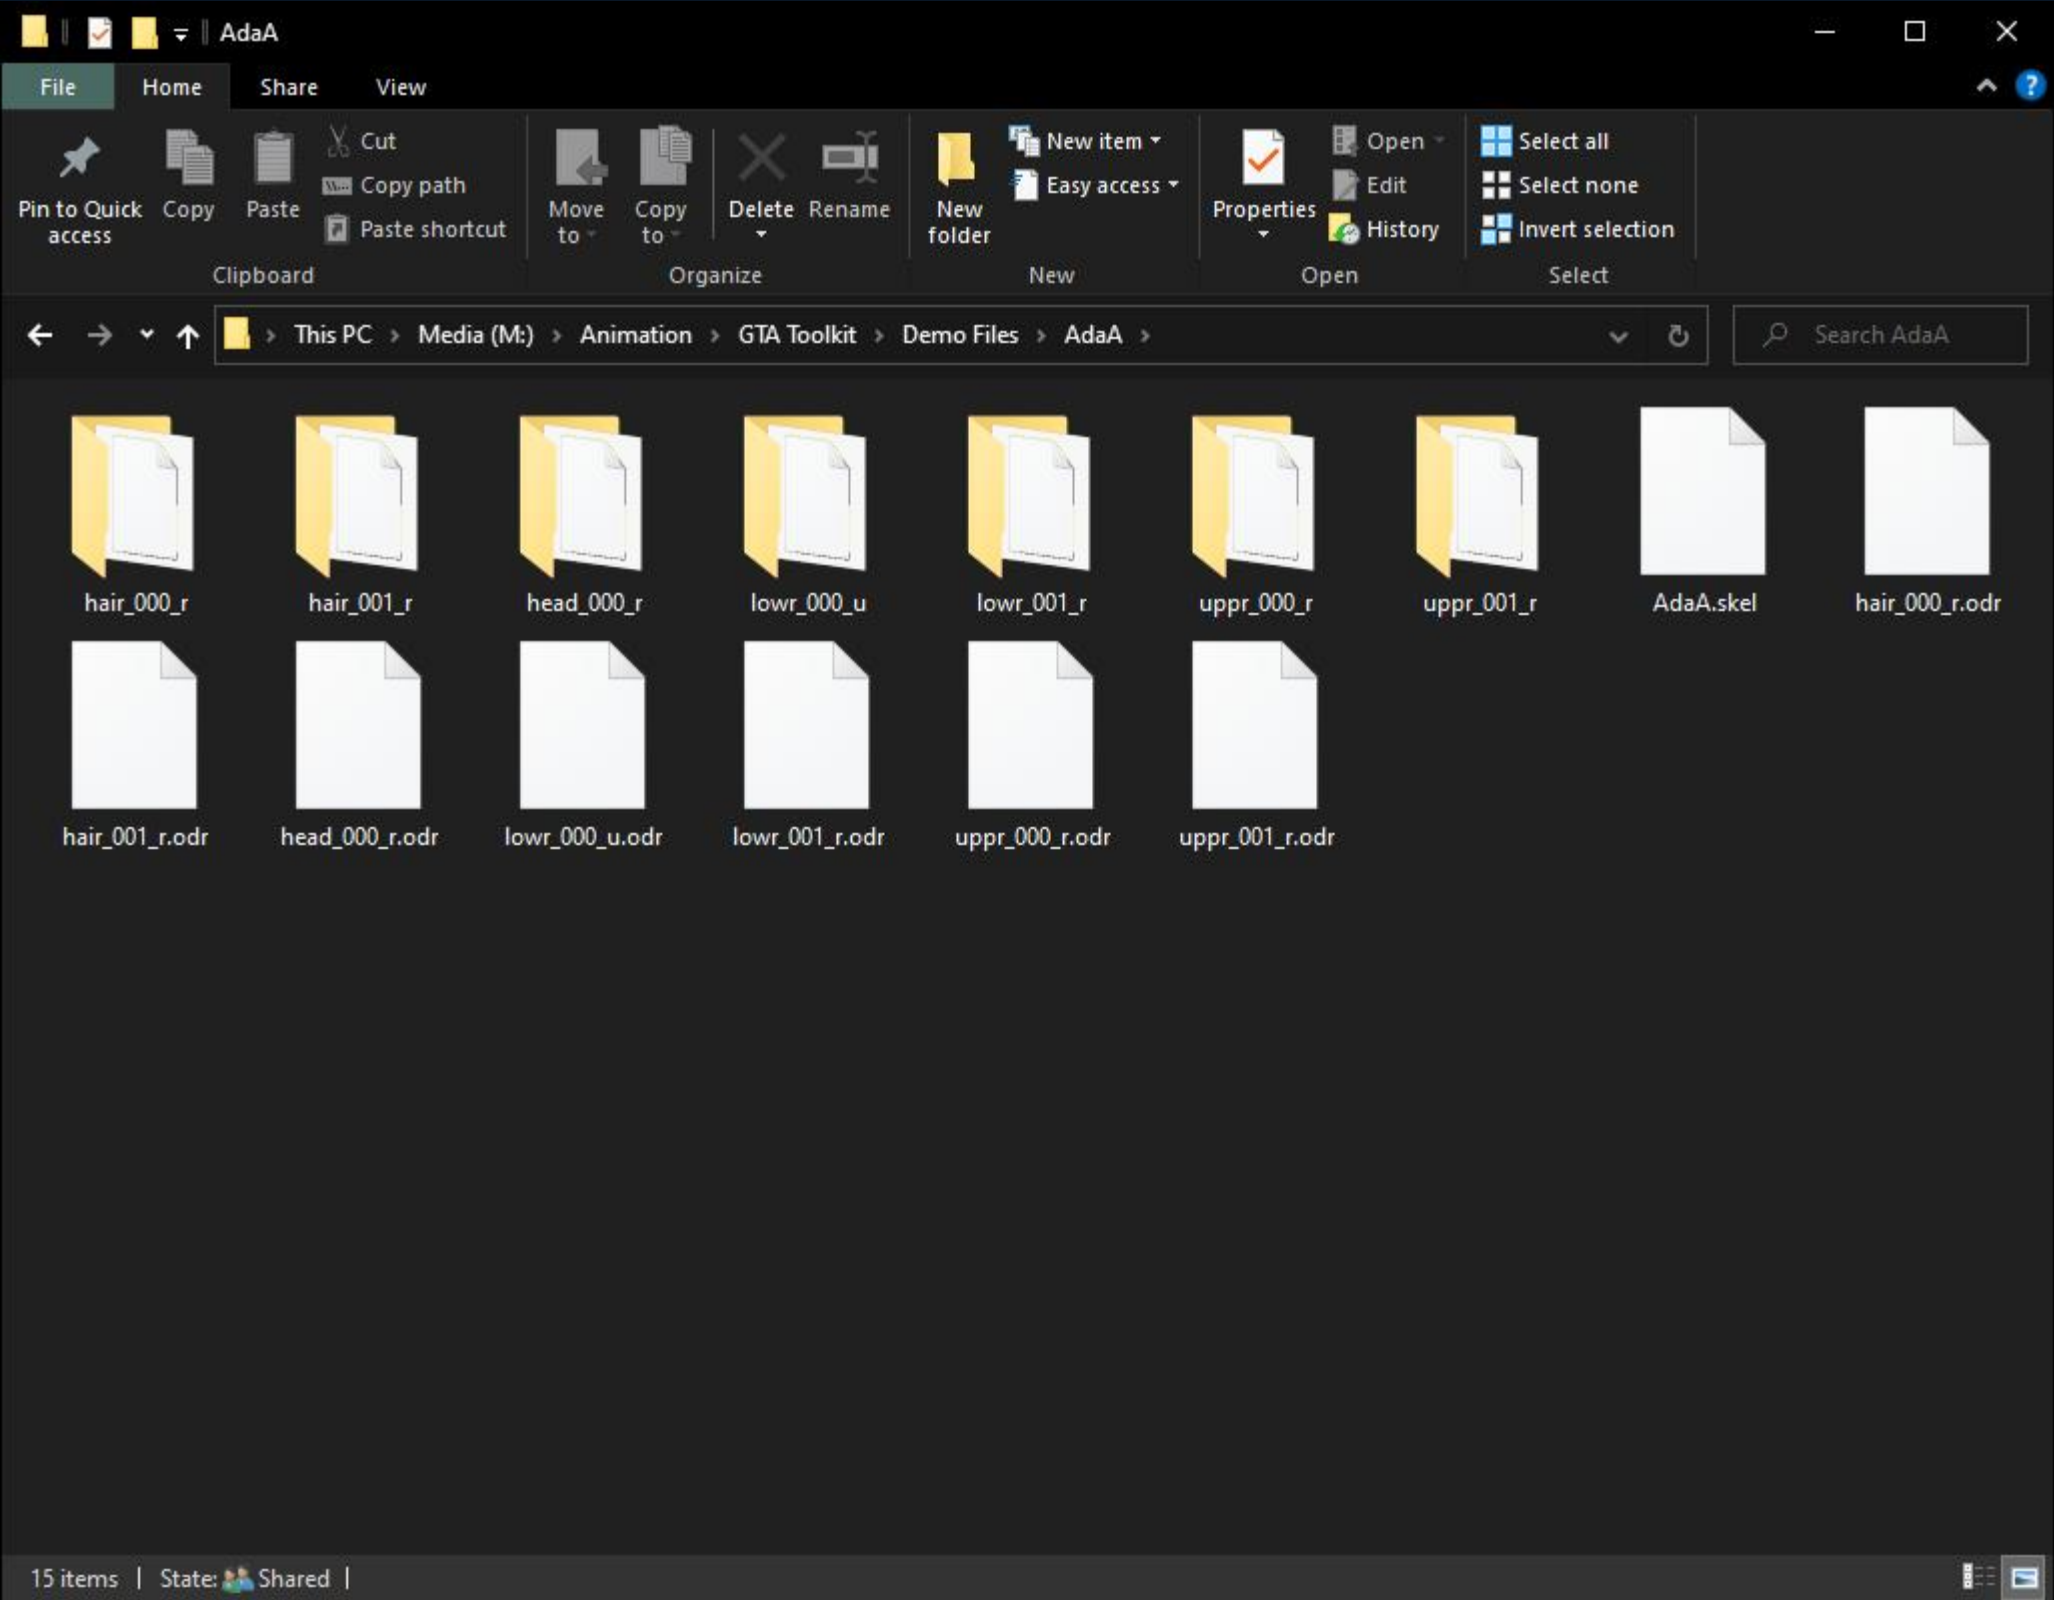 AdaA
File Home Share View
?
Pin to Quick access
Copy
Paste
Cut
Copy path
Paste shortcut
Clipboard
Move to
Copy to
Delete
Rename
Organize
New folder
New item
Easy access
New
Properties
Open
Edit
History
Open
Select all
Select none
Invert selection
Select
This PC > Media (M:) > Animation > GTA Toolkit > Demo Files > AdaA >
Search AdaA
hair_000_r hair_001_r head_000_r lowr_000_u lowr_001_r uppr_000_r uppr_001_r AdaA.skel hair_000_r.odr
hair_001_r.odr head_000_r.odr lowr_000_u.odr lowr_001_r.odr uppr_000_r.odr uppr_001_r.odr
15 items | State: Shared |